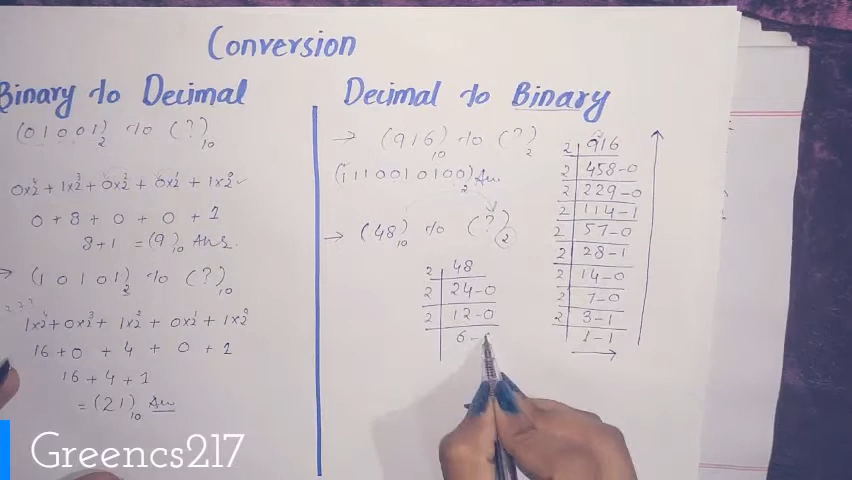 Conversion
Binary to Decimal
(01001)₂ to (?)₁₀
0x2⁴ + 1x2³ + 0x2² + 0x2¹ + 1x2⁰
0 + 8 + 0 + 0 + 1
8+1 = (9)₁₀ Ans.
→ (10101)₂ to (?)₁₀
1x2⁴ + 0x2³ + 1x2² + 0x2¹ + 1x2⁰
16 + 0 + 4 + 0 + 1
16 + 4 + 1
= (21)₁₀ Ans
Decimal to Binary
→ (916)₁₀ to (?)₂
(1110010100)₂ Ans
→ (48)₁₀ to (?)₂
2 48
2 24-0
2 12-0
6-
2 916
2 458-0
2 229-0
2 114-1
2 57-0
2 28-1
2 14-0
2 7-0
2 3-1
1-1
Greencs217